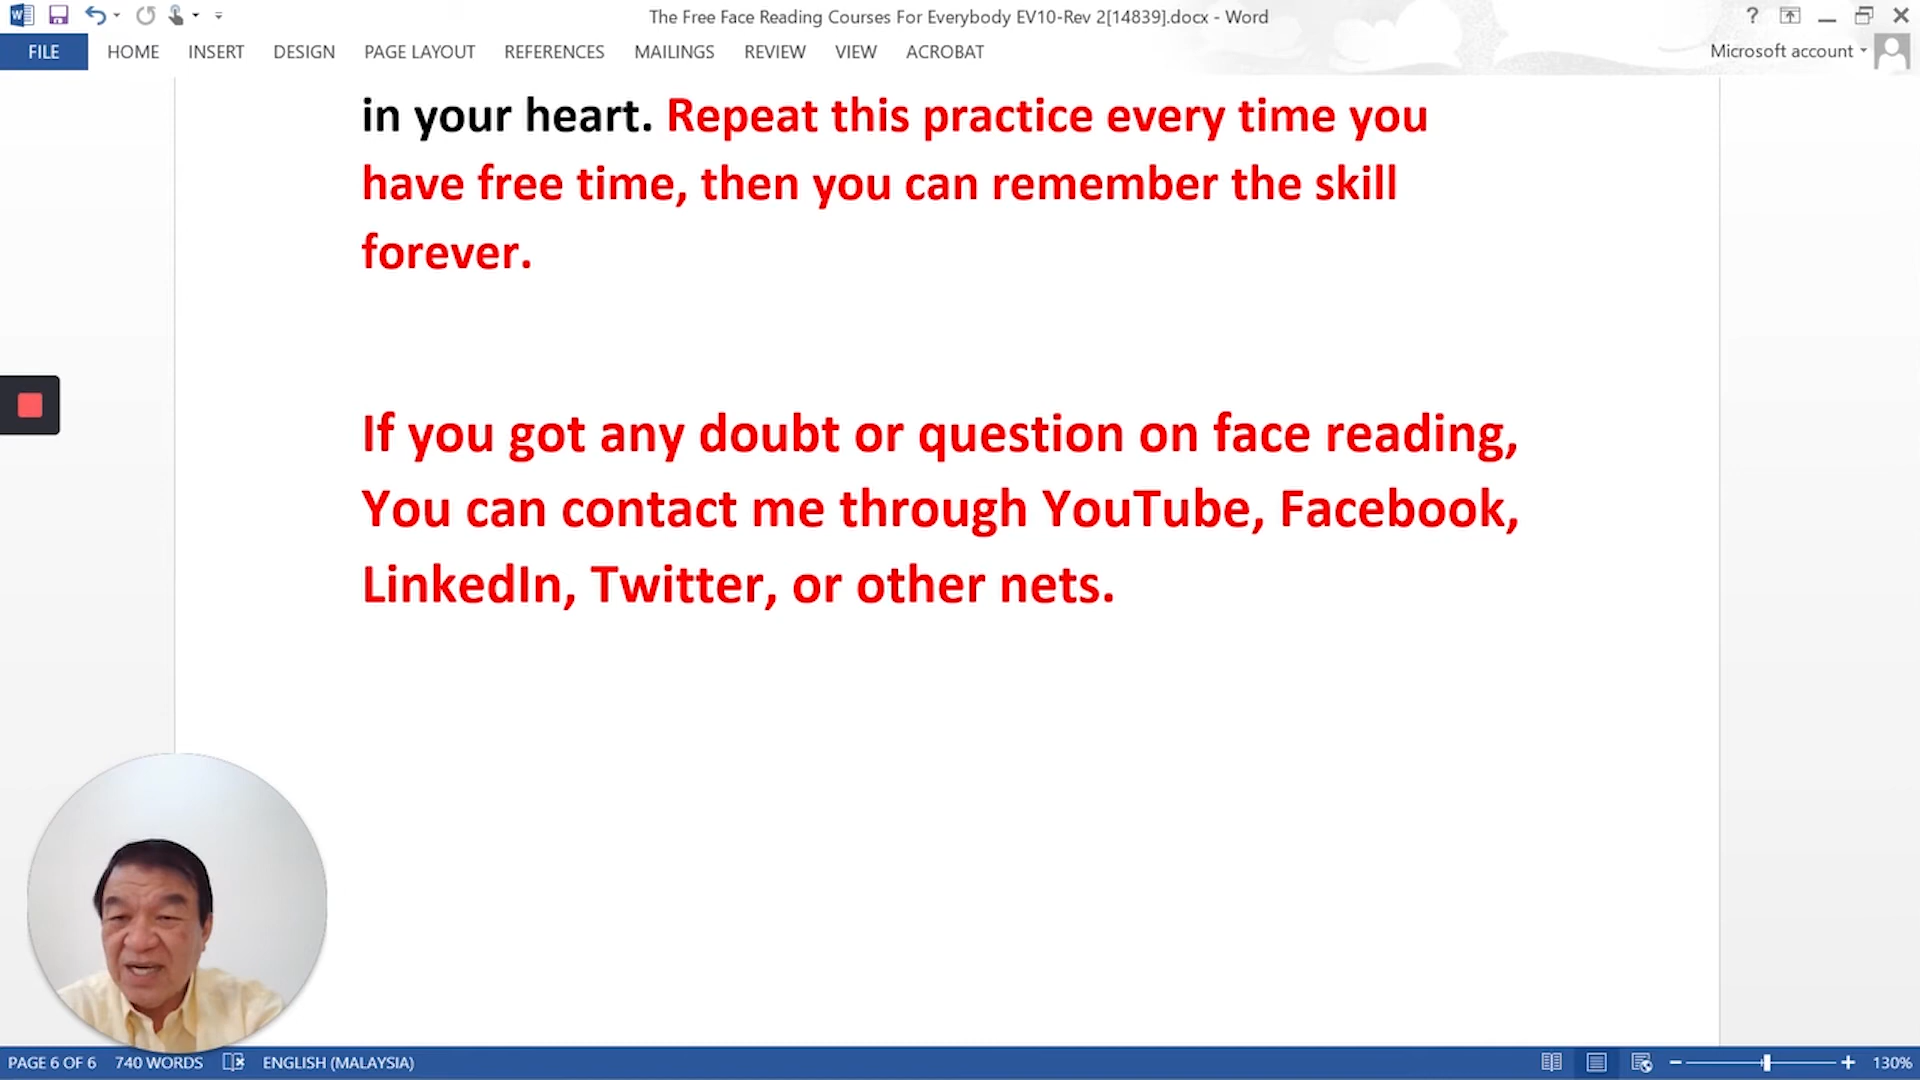 The Free Face Reading Courses For Everybody EV10-Rev 2[14839].docx - Word
FILE HOME INSERT DESIGN PAGE LAYOUT REFERENCES MAILINGS REVIEW VIEW ACROBAT Microsoft account
in your heart. Repeat this practice every time you
have free time, then you can remember the skill
forever.
If you got any doubt or question on face reading,
You can contact me through YouTube, Facebook,
LinkedIn, Twitter, or other nets.
PAGE 6 OF 6 740 WORDS ENGLISH (MALAYSIA) 130%